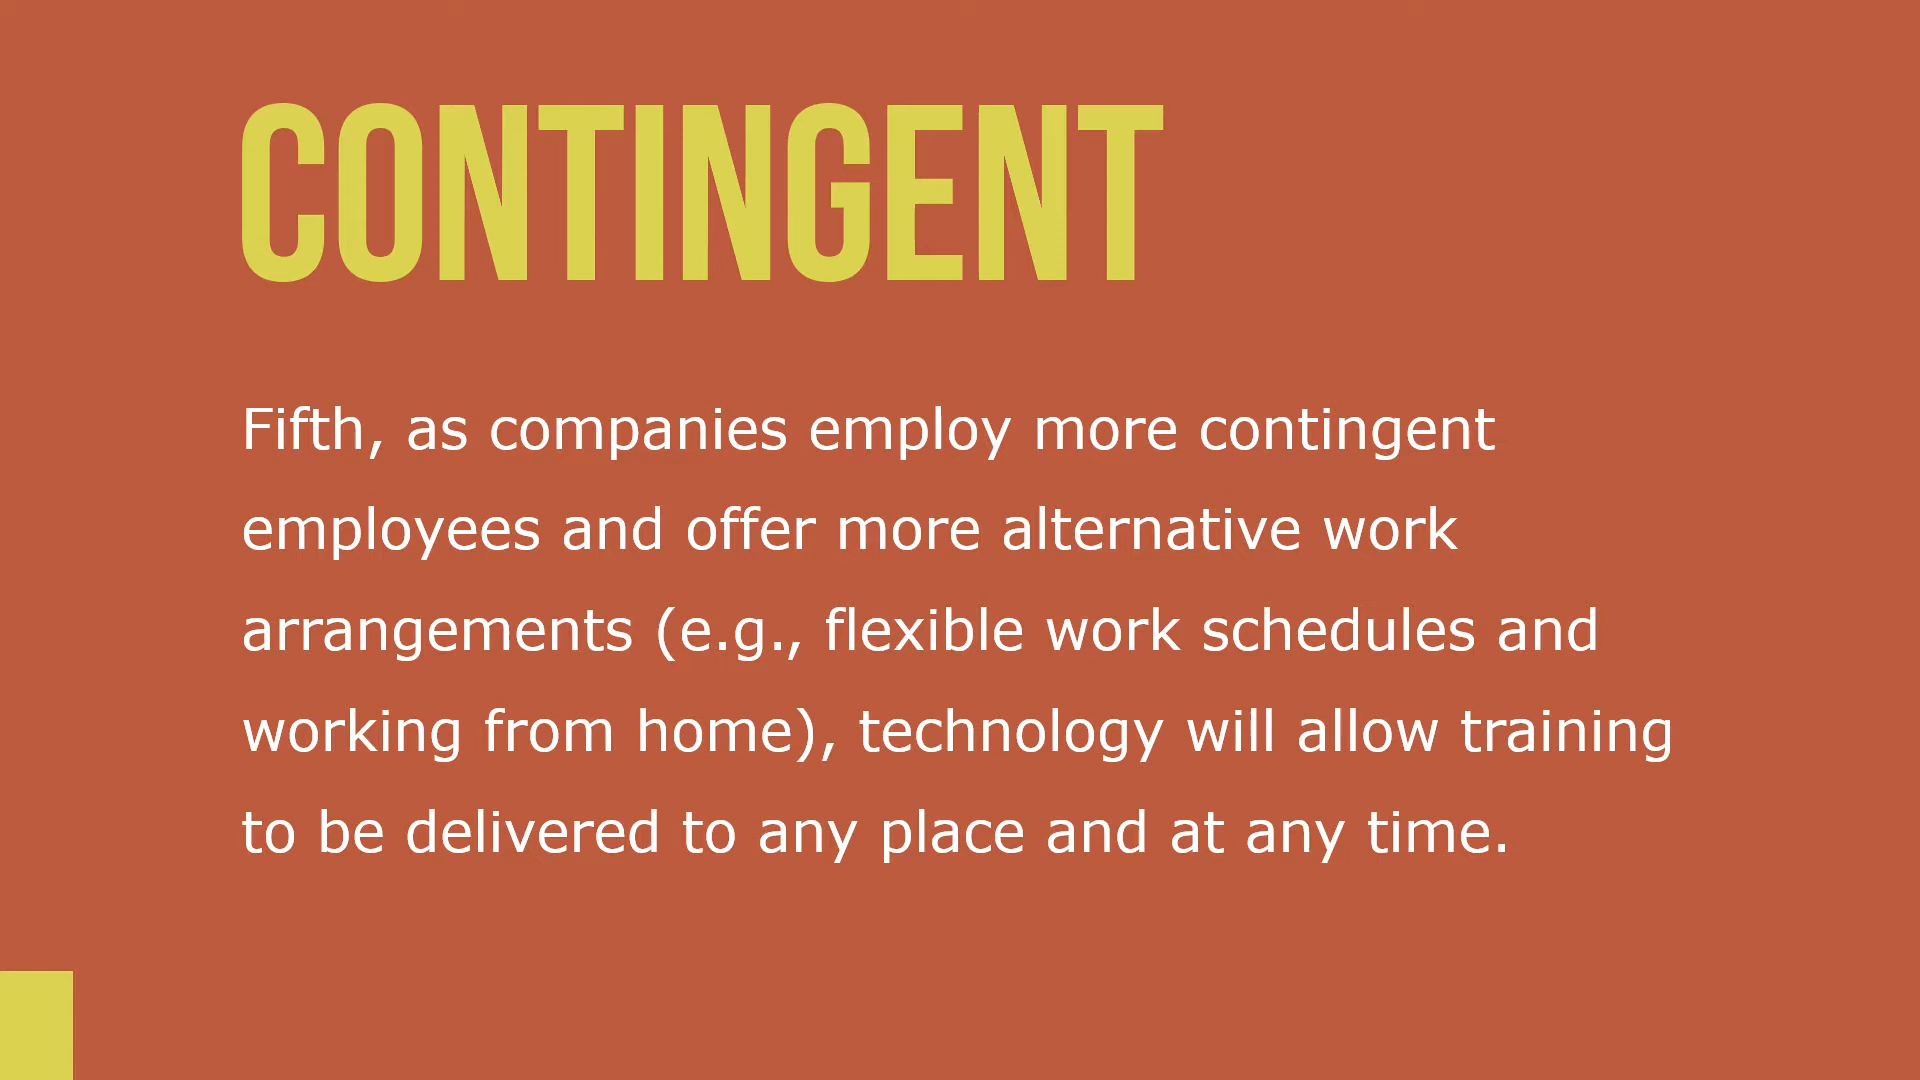 CONTINGENT
Fifth, as companies employ more contingent
employees and offer more alternative work
arrangements (e.g., flexible work schedules and
working from home), technology will allow training
to be delivered to any place and at any time.